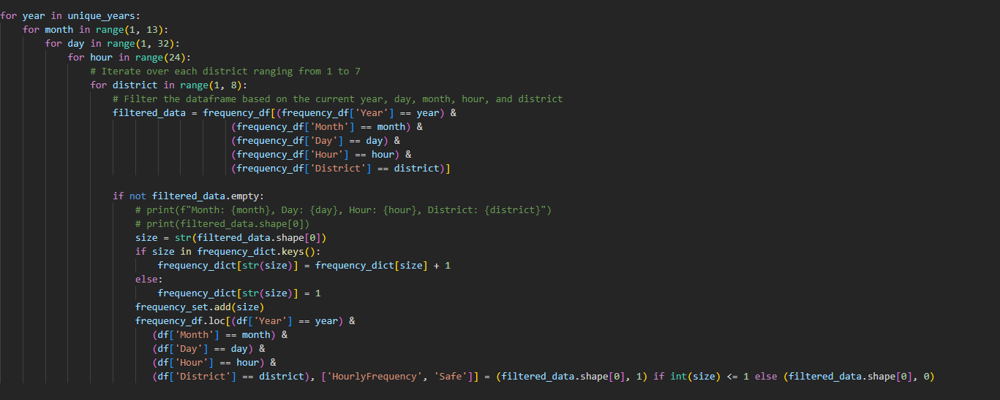 for year in unique_years:
    for month in range(1, 13):
        for day in range(1, 32):
            for hour in range(24):
                # Iterate over each district ranging from 1 to 7
                for district in range(1, 8):
                    # Filter the dataframe based on the current year, day, month, hour, and district
                    filtered_data = frequency_df[(frequency_df['Year'] == year) &
                                         (frequency_df['Month'] == month) &
                                         (frequency_df['Day'] == day) &
                                         (frequency_df['Hour'] == hour) &
                                         (frequency_df['District'] == district)]

                    if not filtered_data.empty:
                        # print(f"Month: {month}, Day: {day}, Hour: {hour}, District: {district}")
                        # print(filtered_data.shape[0])
                        size = str(filtered_data.shape[0])
                        if size in frequency_dict.keys():
                            frequency_dict[str(size)] = frequency_dict[size] + 1
                        else:
                            frequency_dict[str(size)] = 1
                        frequency_set.add(size)
                        frequency_df.loc[(df['Year'] == year) &
                           (df['Month'] == month) &
                           (df['Day'] == day) &
                           (df['Hour'] == hour) &
                           (df['District'] == district), ['HourlyFrequency', 'Safe']] = (filtered_data.shape[0], 1) if int(size) <= 1 else (filtered_data.shape[0], 0)